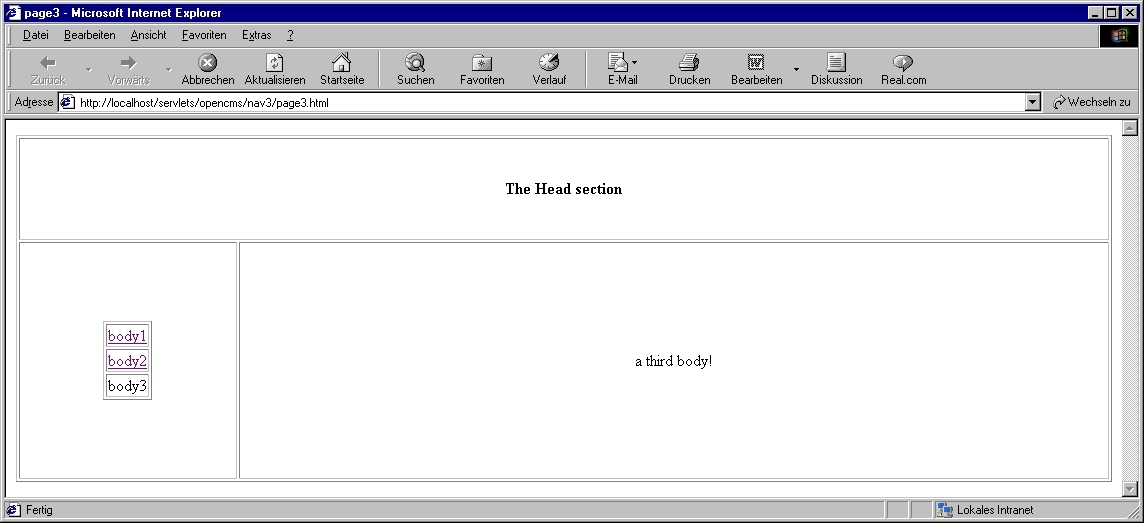 page3 - Microsoft Internet Explorer
Datei Bearbeiten Ansicht Favoriten Extras ?
Zurück Vorwärts Abbrechen Aktualisieren Startseite Suchen Favoriten Verlauf E-Mail Drucken Bearbeiten Diskussion Real.com
Adresse http://localhost/servlets/opencms/nav3/page3.html Wechseln zu
The Head section
body1
body2
body3
a third body!
Fertig Lokales Intranet